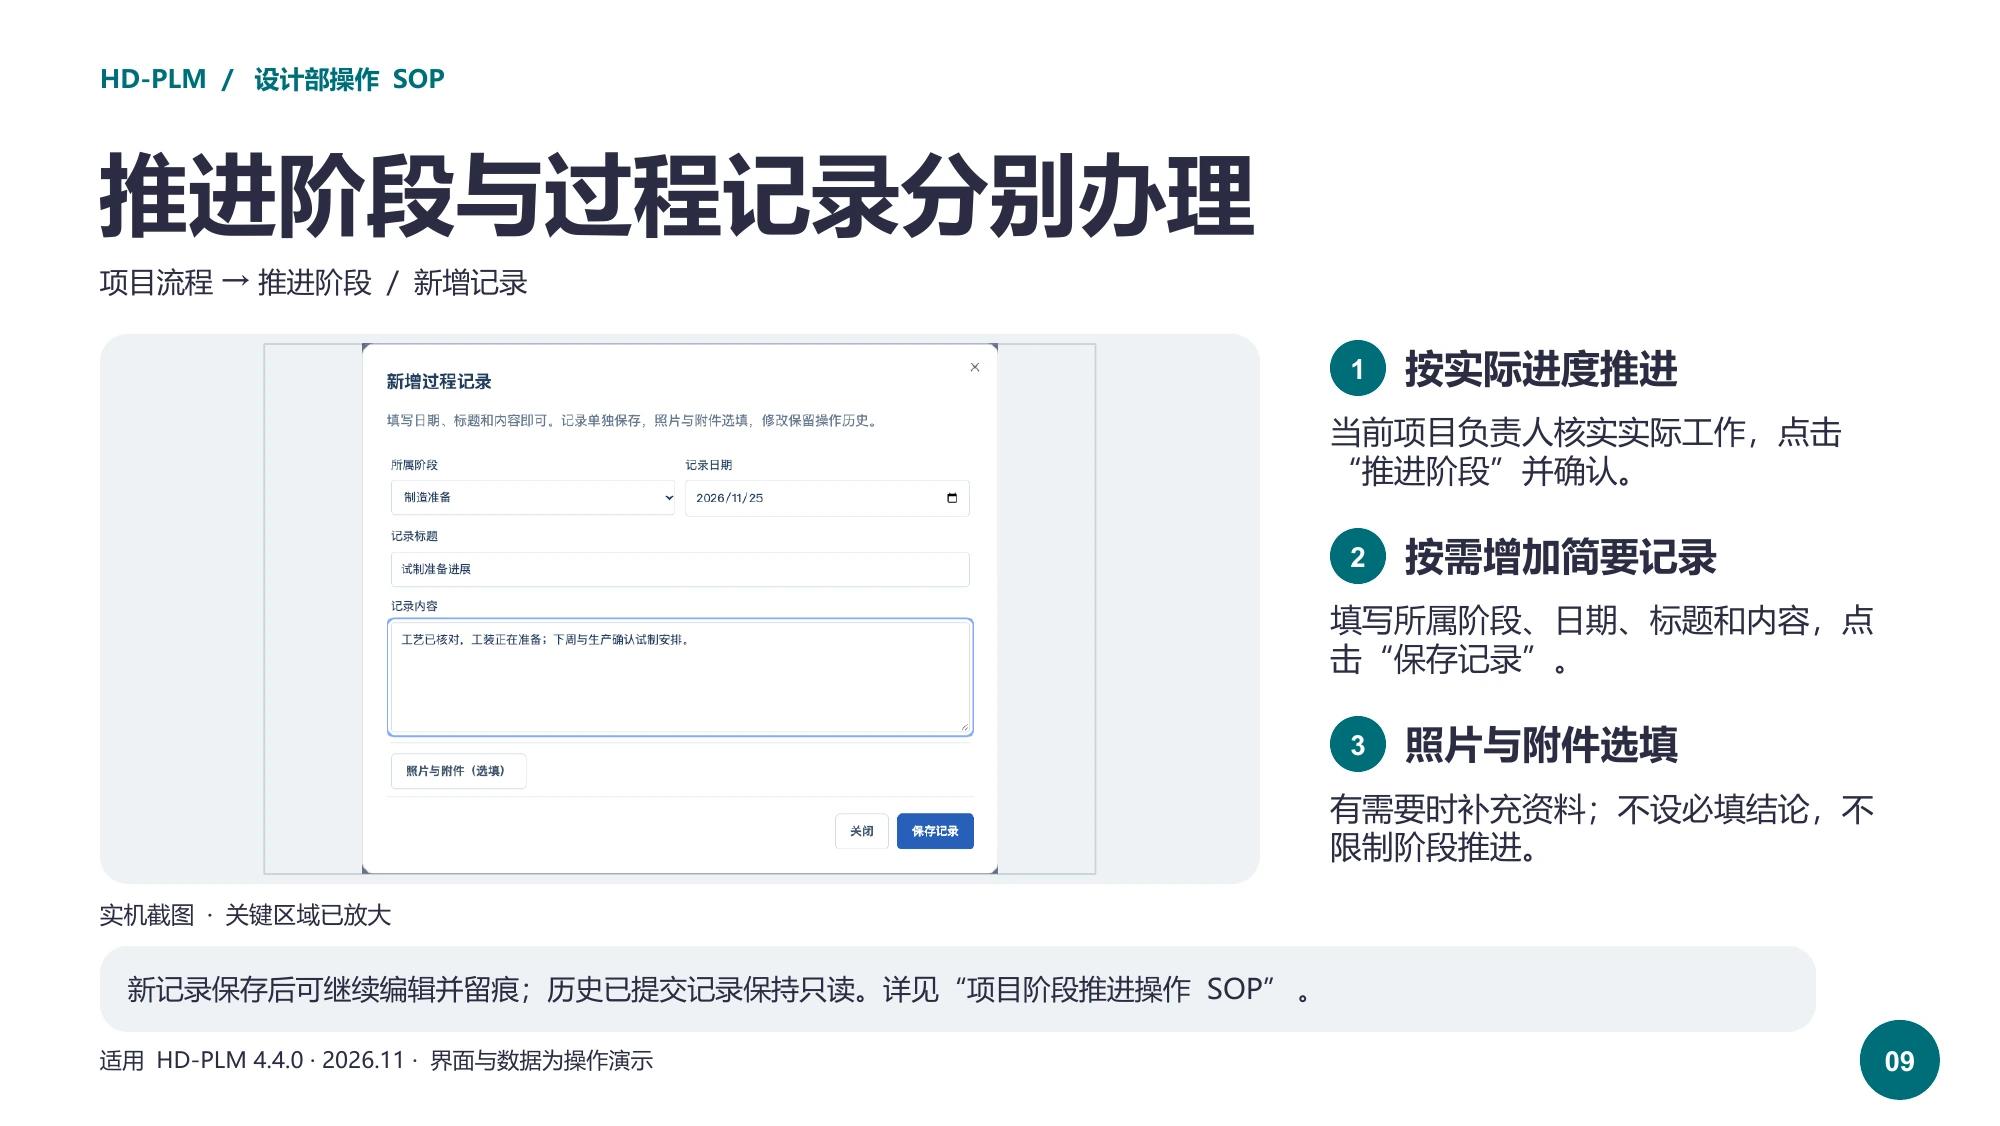 HD-PLM / 设计部操作 SOP
推进阶段与过程记录分别办理
项目流程 → 推进阶段 / 新增记录
新增过程记录
×
填写日期、标题和内容即可。记录单独保存，照片与附件选填，修改保留操作历史。
所属阶段
记录日期
制造准备
2026/11/25
记录标题
试制准备进展
记录内容
工艺已核对，工装正在准备；下周与生产确认试制安排。
照片与附件（选填）
关闭
保存记录
1 按实际进度推进
当前项目负责人核实实际工作，点击
“推进阶段”并确认。
2 按需增加简要记录
填写所属阶段、日期、标题和内容，点
击“保存记录”。
3 照片与附件选填
有需要时补充资料；不设必填结论，不
限制阶段推进。
实机截图 · 关键区域已放大
新记录保存后可继续编辑并留痕；历史已提交记录保持只读。详见“项目阶段推进操作 SOP”。
适用 HD-PLM 4.4.0 · 2026.11 · 界面与数据为操作演示
09